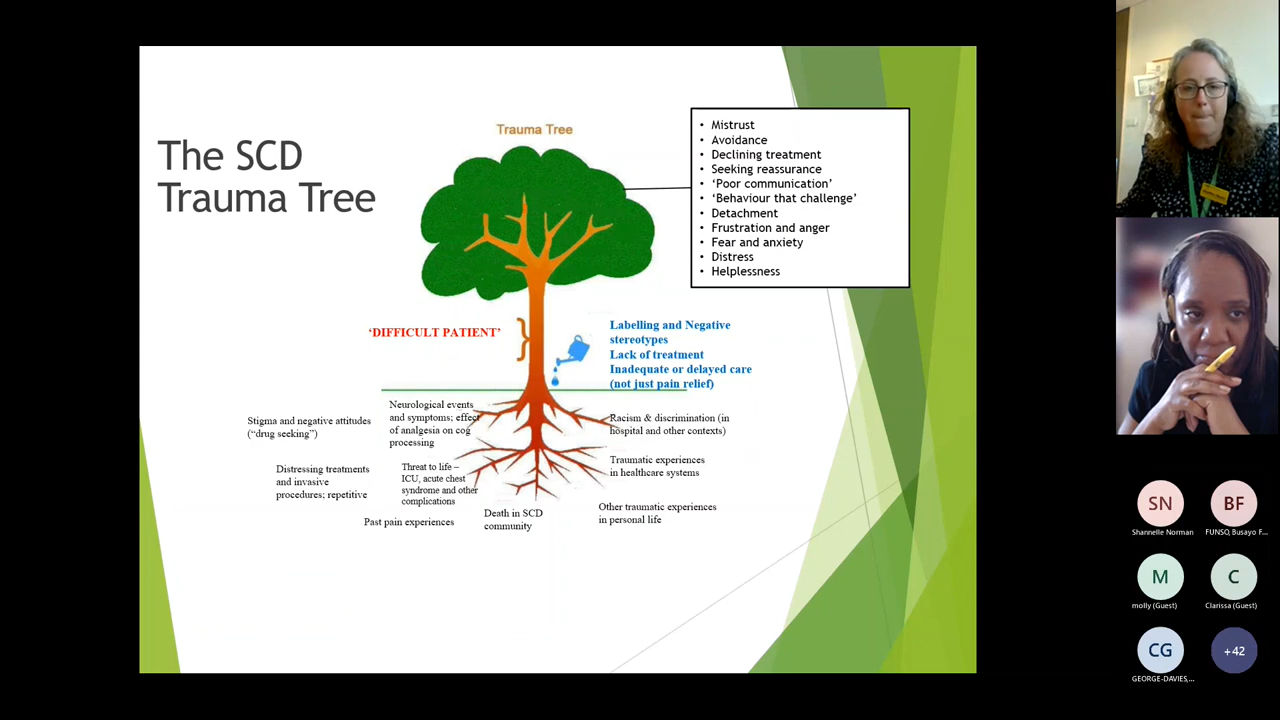 The SCD
Trauma Tree
Trauma Tree
• Mistrust
• Avoidance
• Declining treatment
• Seeking reassurance
• ‘Poor communication’
• ‘Behaviour that challenge’
• Detachment
• Frustration and anger
• Fear and anxiety
• Distress
• Helplessness
‘DIFFICULT PATIENT’
Labelling and Negative
stereotypes
Lack of treatment
Inadequate or delayed care
(not just pain relief)
Stigma and negative attitudes
(“drug seeking”)
Neurological events
and symptoms; effect
of analgesia on cog
processing
Racism & discrimination (in
hospital and other contexts)
Distressing treatments
and invasive
procedures; repetitive
Threat to life –
ICU, acute chest
syndrome and other
complications
Traumatic experiences
in healthcare systems
Past pain experiences
Death in SCD
community
Other traumatic experiences
in personal life
SN
Shannelle Norman
BF
FUNSO, Busayo F...
M
molly (Guest)
C
Clarissa (Guest)
CG
GEORGE-DAVIES,...
+42